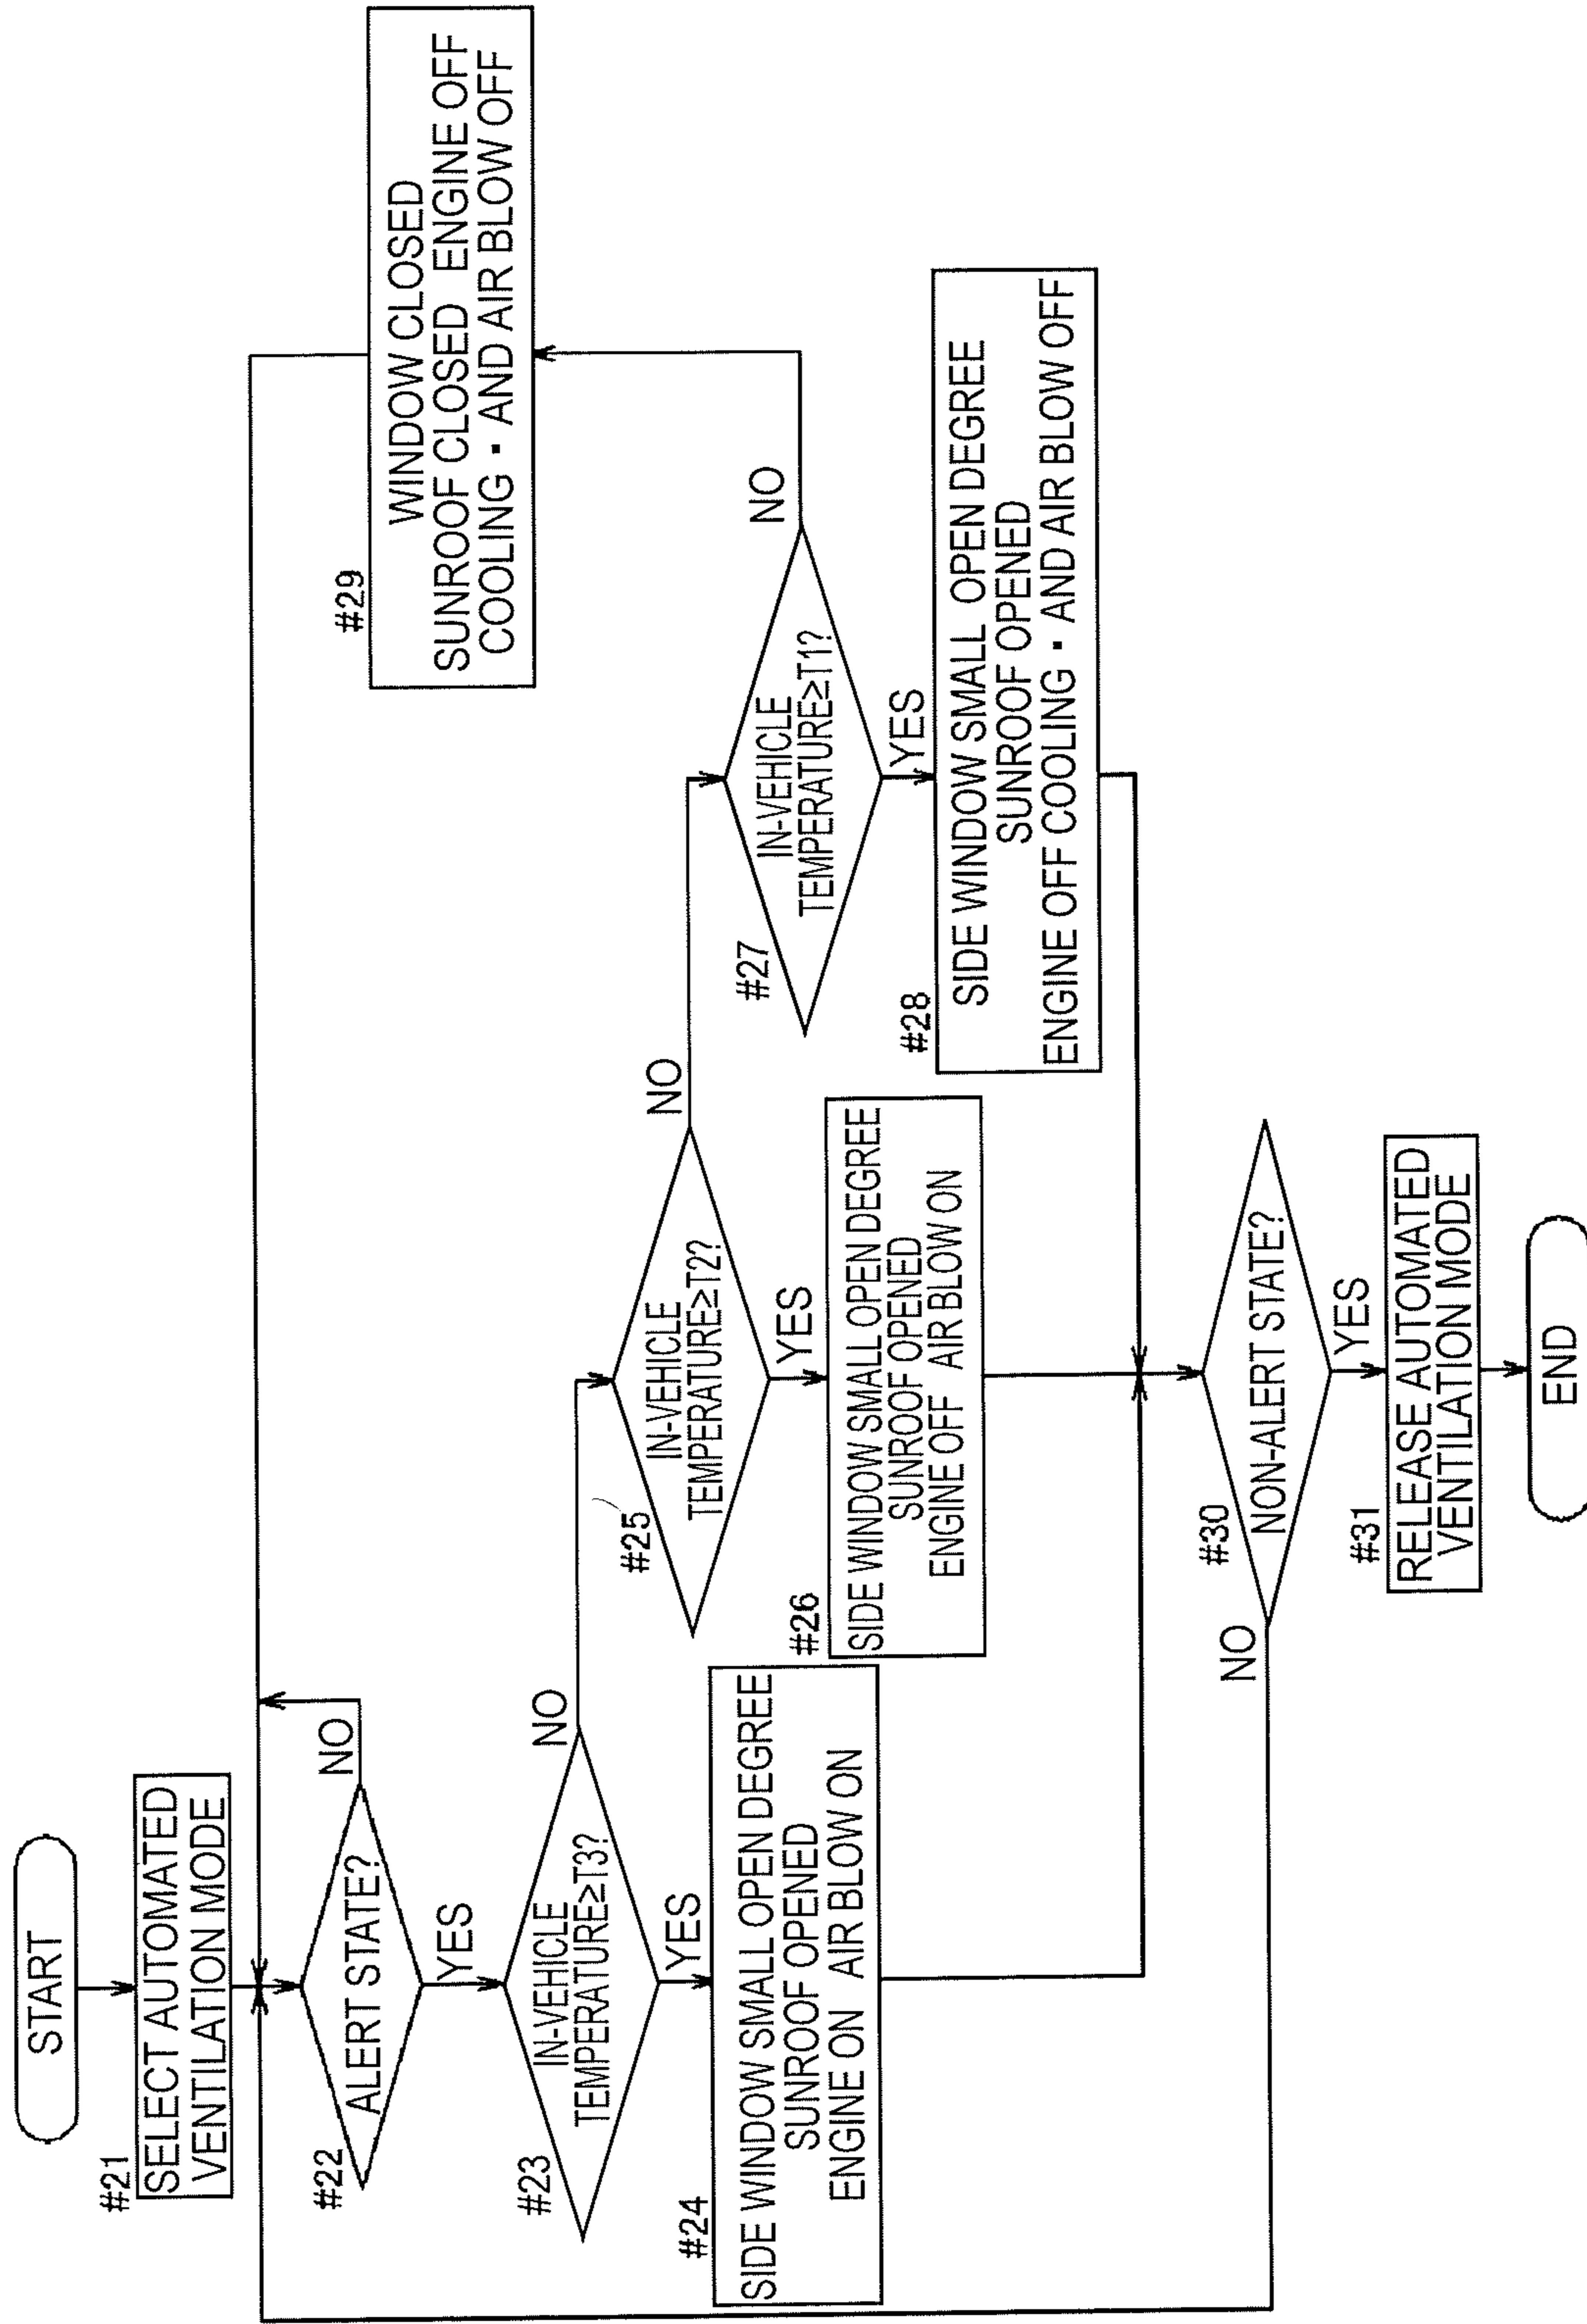 START
#21
SELECT AUTOMATED
VENTILATION MODE
#22
ALERT STATE?
NO
YES
#23
IN-VEHICLE
TEMPERATURE≥T3?
NO
YES
#24
SIDE WINDOW SMALL OPEN DEGREE
SUNROOF OPENED
ENGINE ON AIR BLOW ON
#25
IN-VEHICLE
TEMPERATURE≥T2?
NO
YES
#26
SIDE WINDOW SMALL OPEN DEGREE
SUNROOF OPENED
ENGINE OFF AIR BLOW ON
#27
IN-VEHICLE
TEMPERATURE≥T1?
NO
YES
#28
SIDE WINDOW SMALL OPEN DEGREE
SUNROOF OPENED
ENGINE OFF COOLING・AND AIR BLOW OFF
#29
WINDOW CLOSED
SUNROOF CLOSED ENGINE OFF
COOLING・AND AIR BLOW OFF
#30
NON-ALERT STATE?
NO
YES
#31
RELEASE AUTOMATED
VENTILATION MODE
END